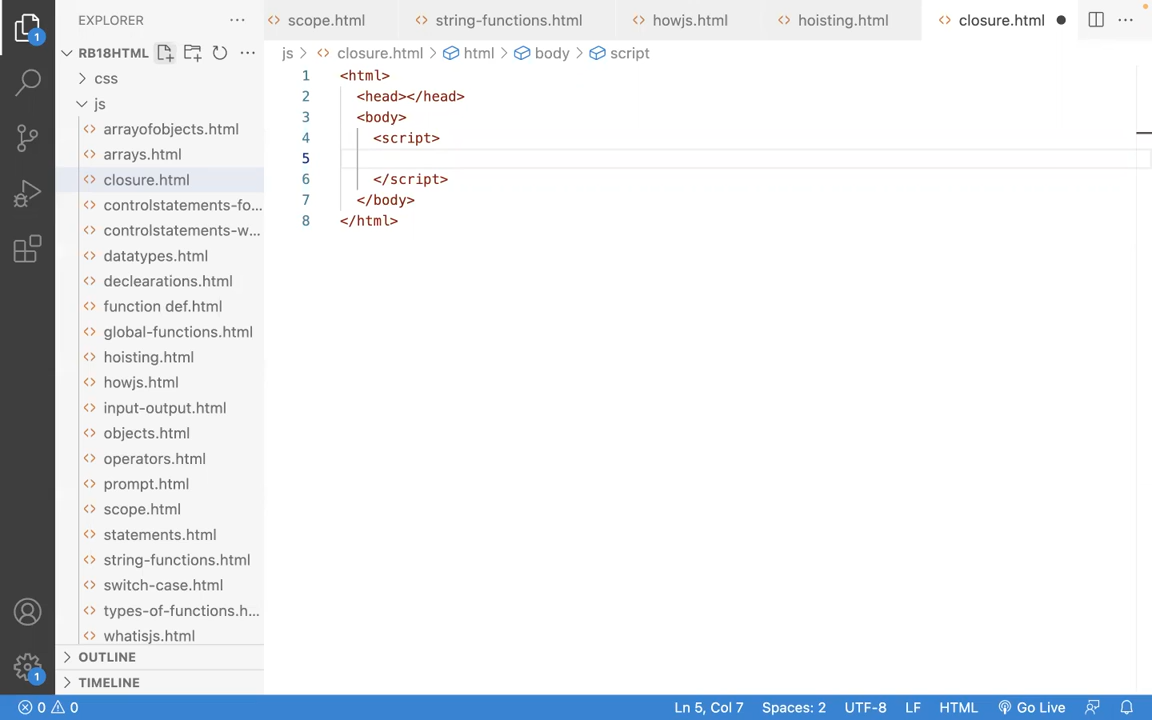 EXPLORER
scope.html
string-functions.html
howjs.html
hoisting.html
closure.html
RB18HTML
js > closure.html > html > body > script
css
js
arrayofobjects.html
arrays.html
closure.html
controlstatements-fo...
controlstatements-w...
datatypes.html
declearations.html
function def.html
global-functions.html
hoisting.html
howjs.html
input-output.html
objects.html
operators.html
prompt.html
scope.html
statements.html
string-functions.html
switch-case.html
types-of-functions.h...
whatisjs.html
OUTLINE
TIMELINE
1 <html>
2 <head></head>
3 <body>
4 <script>
5
6 </script>
7 </body>
8 </html>
1
1
0 0
Ln 5, Col 7 Spaces: 2 UTF-8 LF HTML Go Live